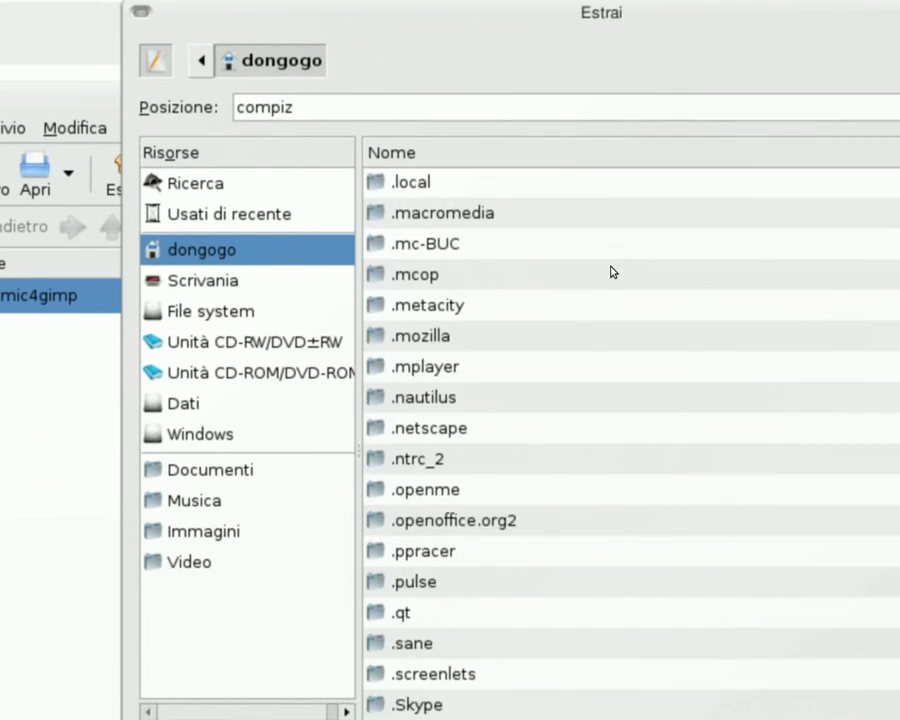 Estrai
dongogo
Posizione: compiz
ivio Modifica
o Apri Es
ndietro
e
mic4gimp
Risorse
Ricerca
Usati di recente
dongogo
Scrivania
File system
Unità CD-RW/DVD±RW
Unità CD-ROM/DVD-ROM
Dati
Windows
Documenti
Musica
Immagini
Video
Nome
.local
.macromedia
.mc-BUC
.mcop
.metacity
.mozilla
.mplayer
.nautilus
.netscape
.ntrc_2
.openme
.openoffice.org2
.ppracer
.pulse
.qt
.sane
.screenlets
.Skype